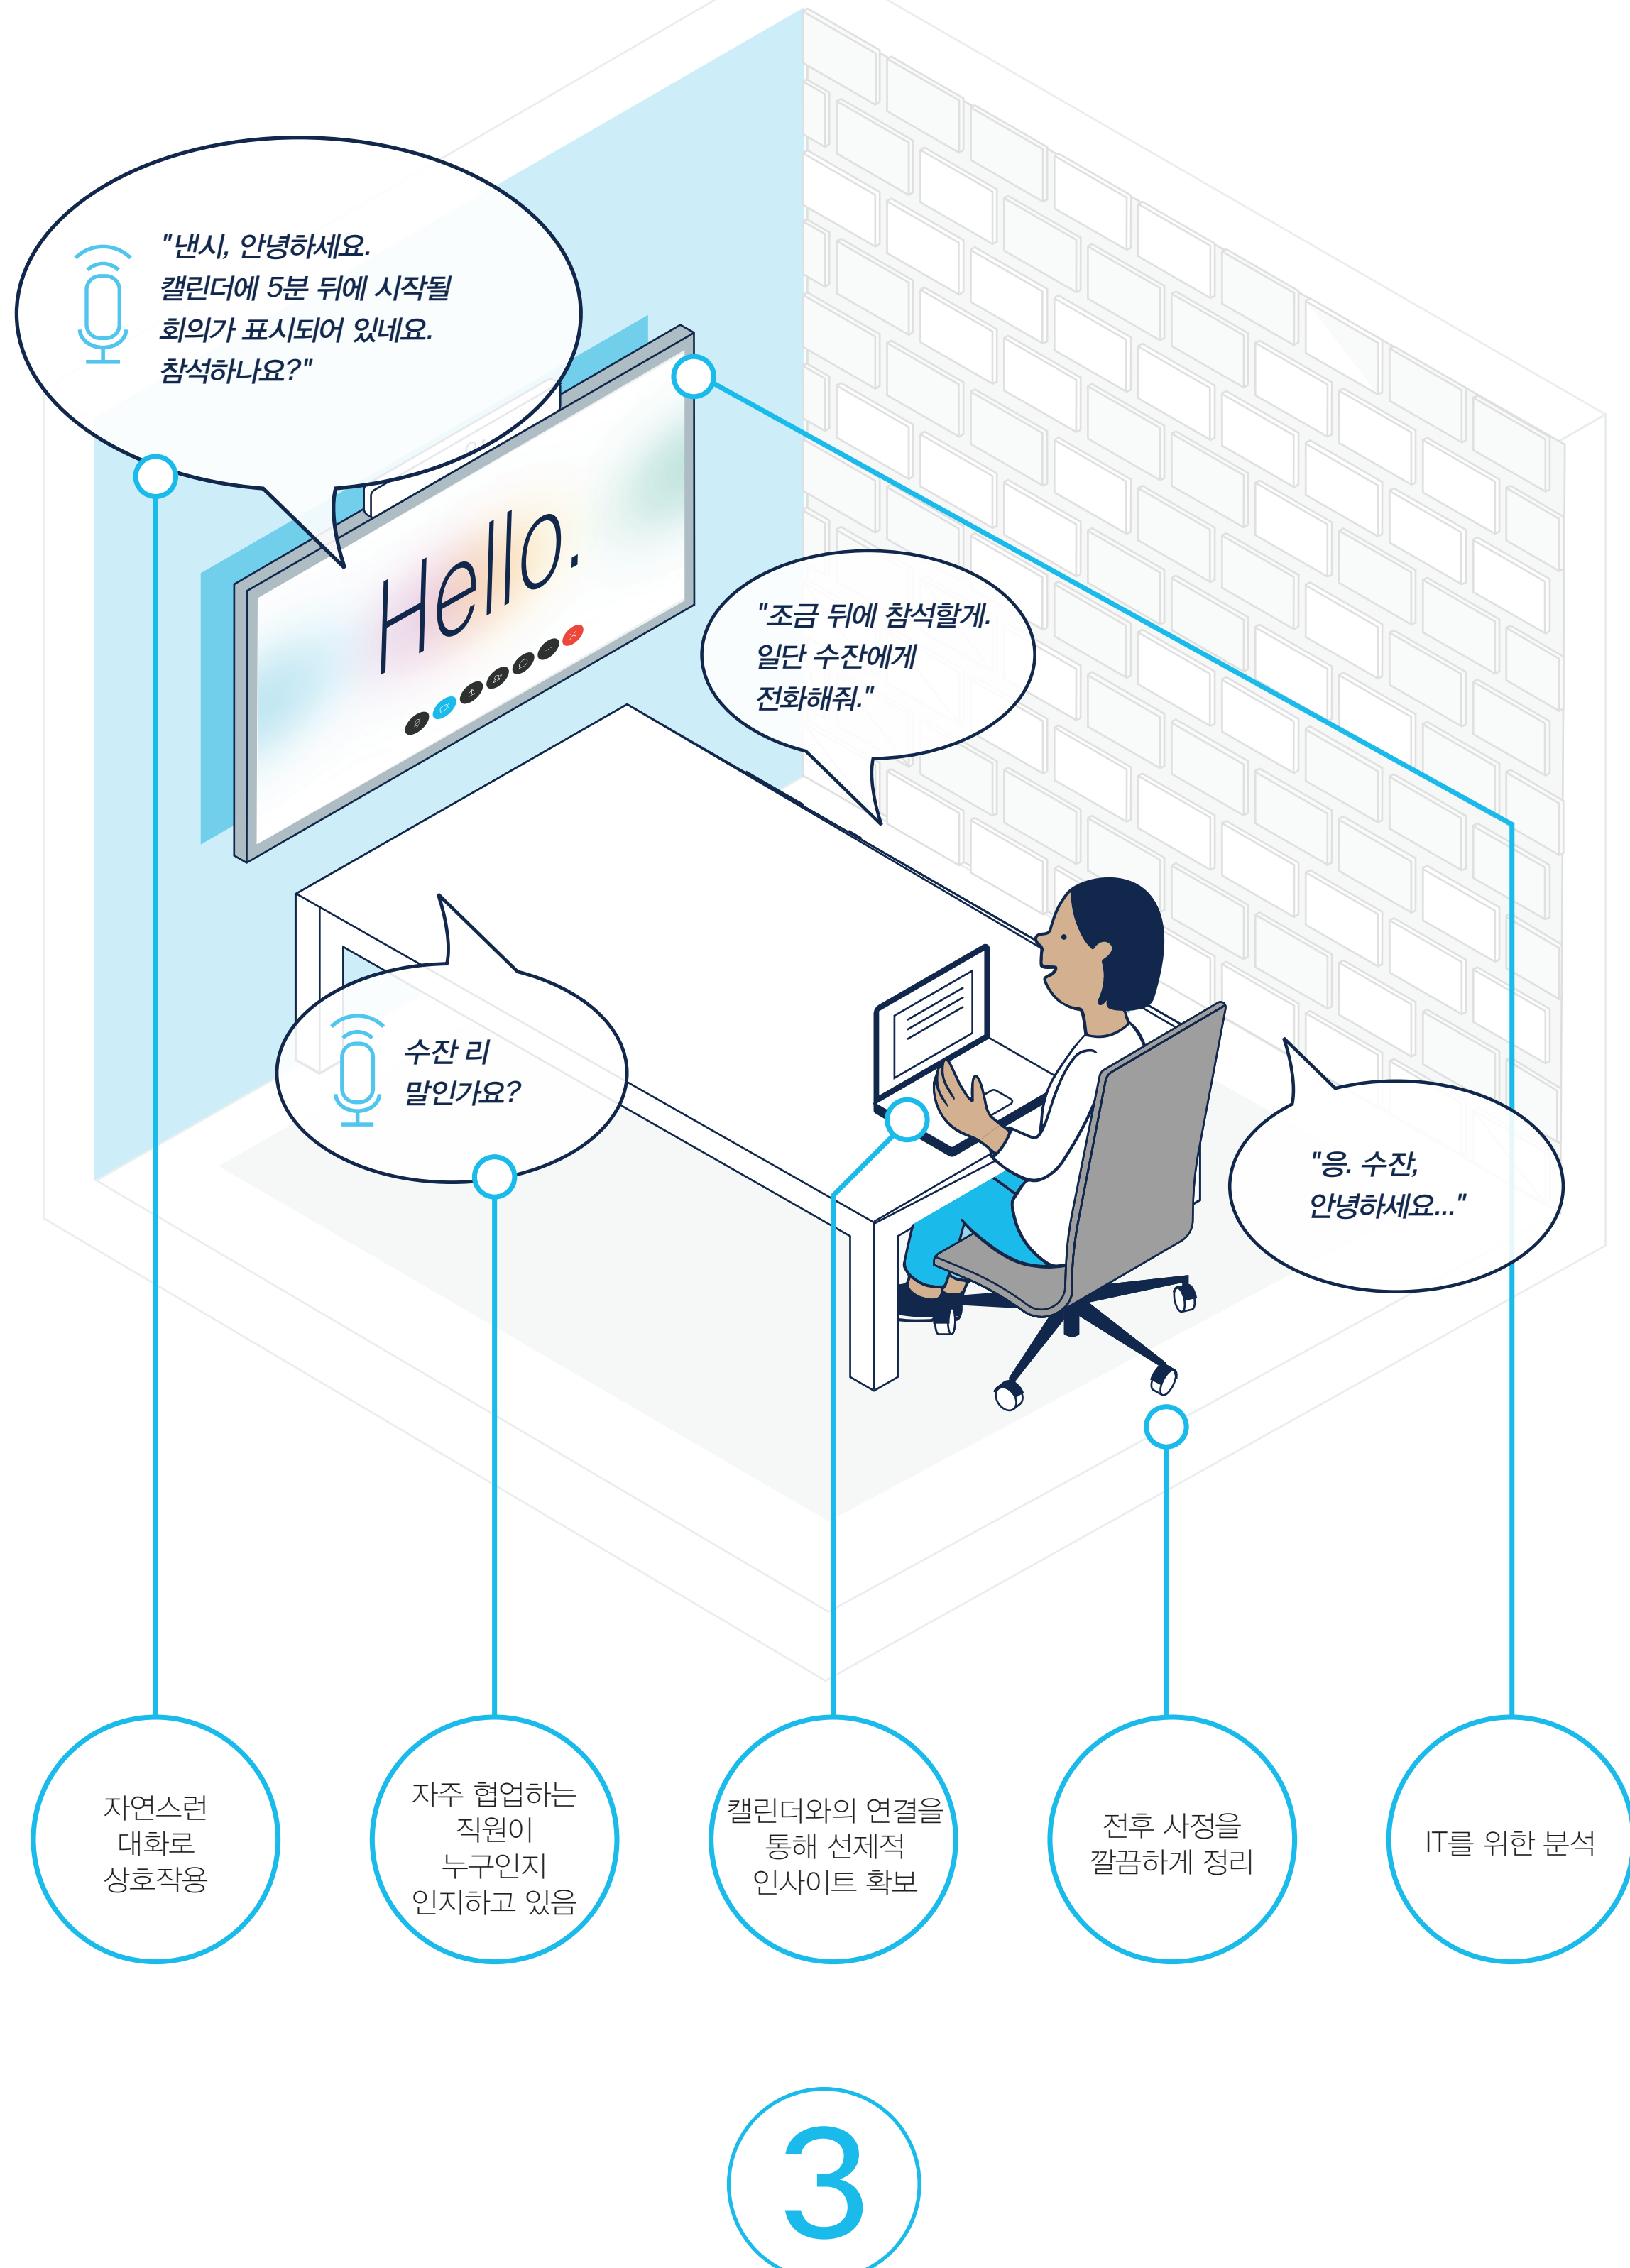 "낸시, 안녕하세요.
캘린더에 5분 뒤에 시작될
회의가 표시되어 있네요.
참석하나요?"
Hello.
"조금 뒤에 참석할게.
일단 수잔에게
전화해줘."
수잔 리
말인가요?
"응. 수잔,
안녕하세요..."
자연스런
대화로
상호작용
자주 협업하는
직원이
누구인지
인지하고 있음
캘린더와의 연결을
통해 선제적
인사이트 확보
전후 사정을
깔끔하게 정리
IT를 위한 분석
3